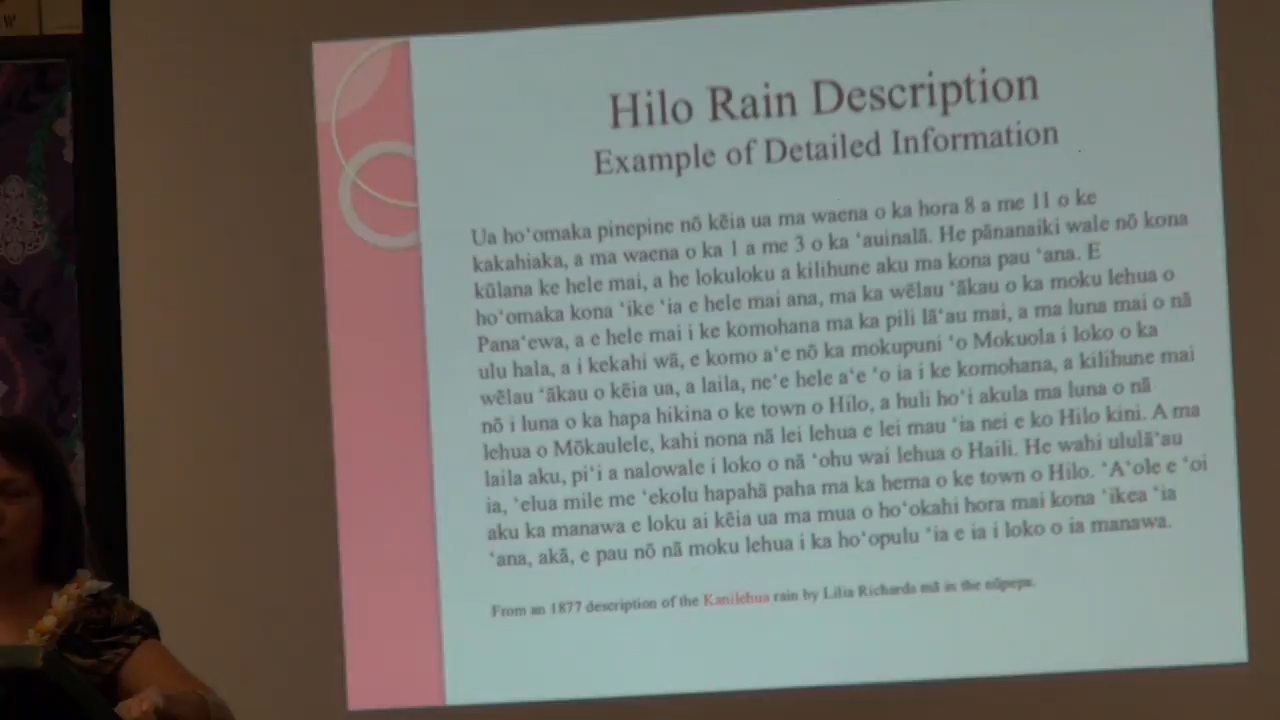 Hilo Rain Description
Example of Detailed Information
Ua hoʻomaka pinepine nō kēia ua ma waena o ka hora 8 a me 11 o ke
kakahiaka, a ma waena o ka 1 a me 3 o ka ʻauinalā. He pānanaiki wale nō kona
kūlana ke hele mai, a he lokuloku a kilihune aku ma kona pau ʻana. E
hoʻomaka kona ʻike ʻia e hele mai ana, ma ka wēlau ʻākau o ka moku lehua o
Panaʻewa, a e hele mai i ke komohana ma ka pili lāʻau mai, a ma luna mai o nā
ulu hala, a i kekahi wā, e komo aʻe nō ka mokupuni ʻo Mokuola i loko o ka
wēlau ʻākau o kēia ua, a laila, neʻe hele aʻe ʻo ia i ke komohana, a kilihune mai
nō i luna o ka hapa hikina o ke town o Hilo, a huli hoʻi akula ma luna o nā
lehua o Mōkaulele, kahi nona nā lei lehua e lei mau ʻia nei e ko Hilo kini. A ma
laila aku, piʻi a nalowale i loko o nā ʻohu wai lehua o Haili. He wahi ululāʻau
ia, ʻelua mile me ʻekolu hapahā paha ma ka hema o ke town o Hilo. ʻAʻole e ʻoi
aku ka manawa e loku ai kēia ua ma mua o hoʻokahi hora mai kona ʻikea ʻia
ʻana, akā, e pau nō nā moku lehua i ka hoʻopulu ʻia e ia i loko o ia manawa.
From an 1877 description of the Kanilehua rain by Lilia Richards mā in the nūpepa.